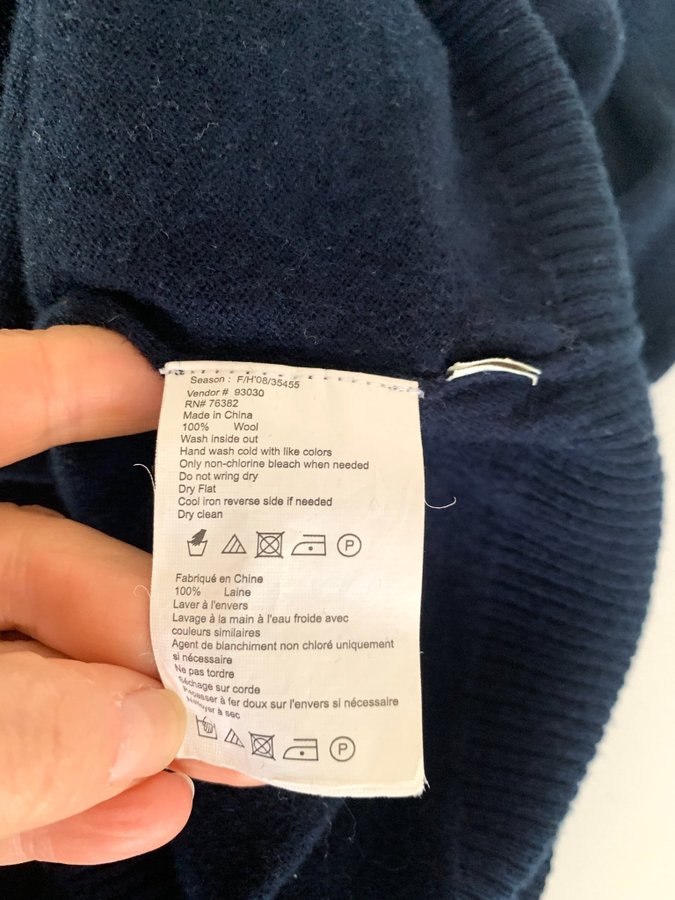 Season : F/H'08/35455
Vendor # 93030
RN# 76382
Made in China
100% Wool
Wash inside out
Hand wash cold with like colors
Only non-chlorine bleach when needed
Do not wring dry
Dry Flat
Cool iron reverse side if needed
Dry clean
P
Fabriqué en Chine
100% Laine
Laver à l'envers
Lavage à la main à l'eau froide avec
couleurs similaires
Agent de blanchiment non chloré uniquement
si nécessaire
Ne pas tordre
Séchage sur corde
Repasser à fer doux sur l'envers si nécessaire
Nettoyer à sec
P